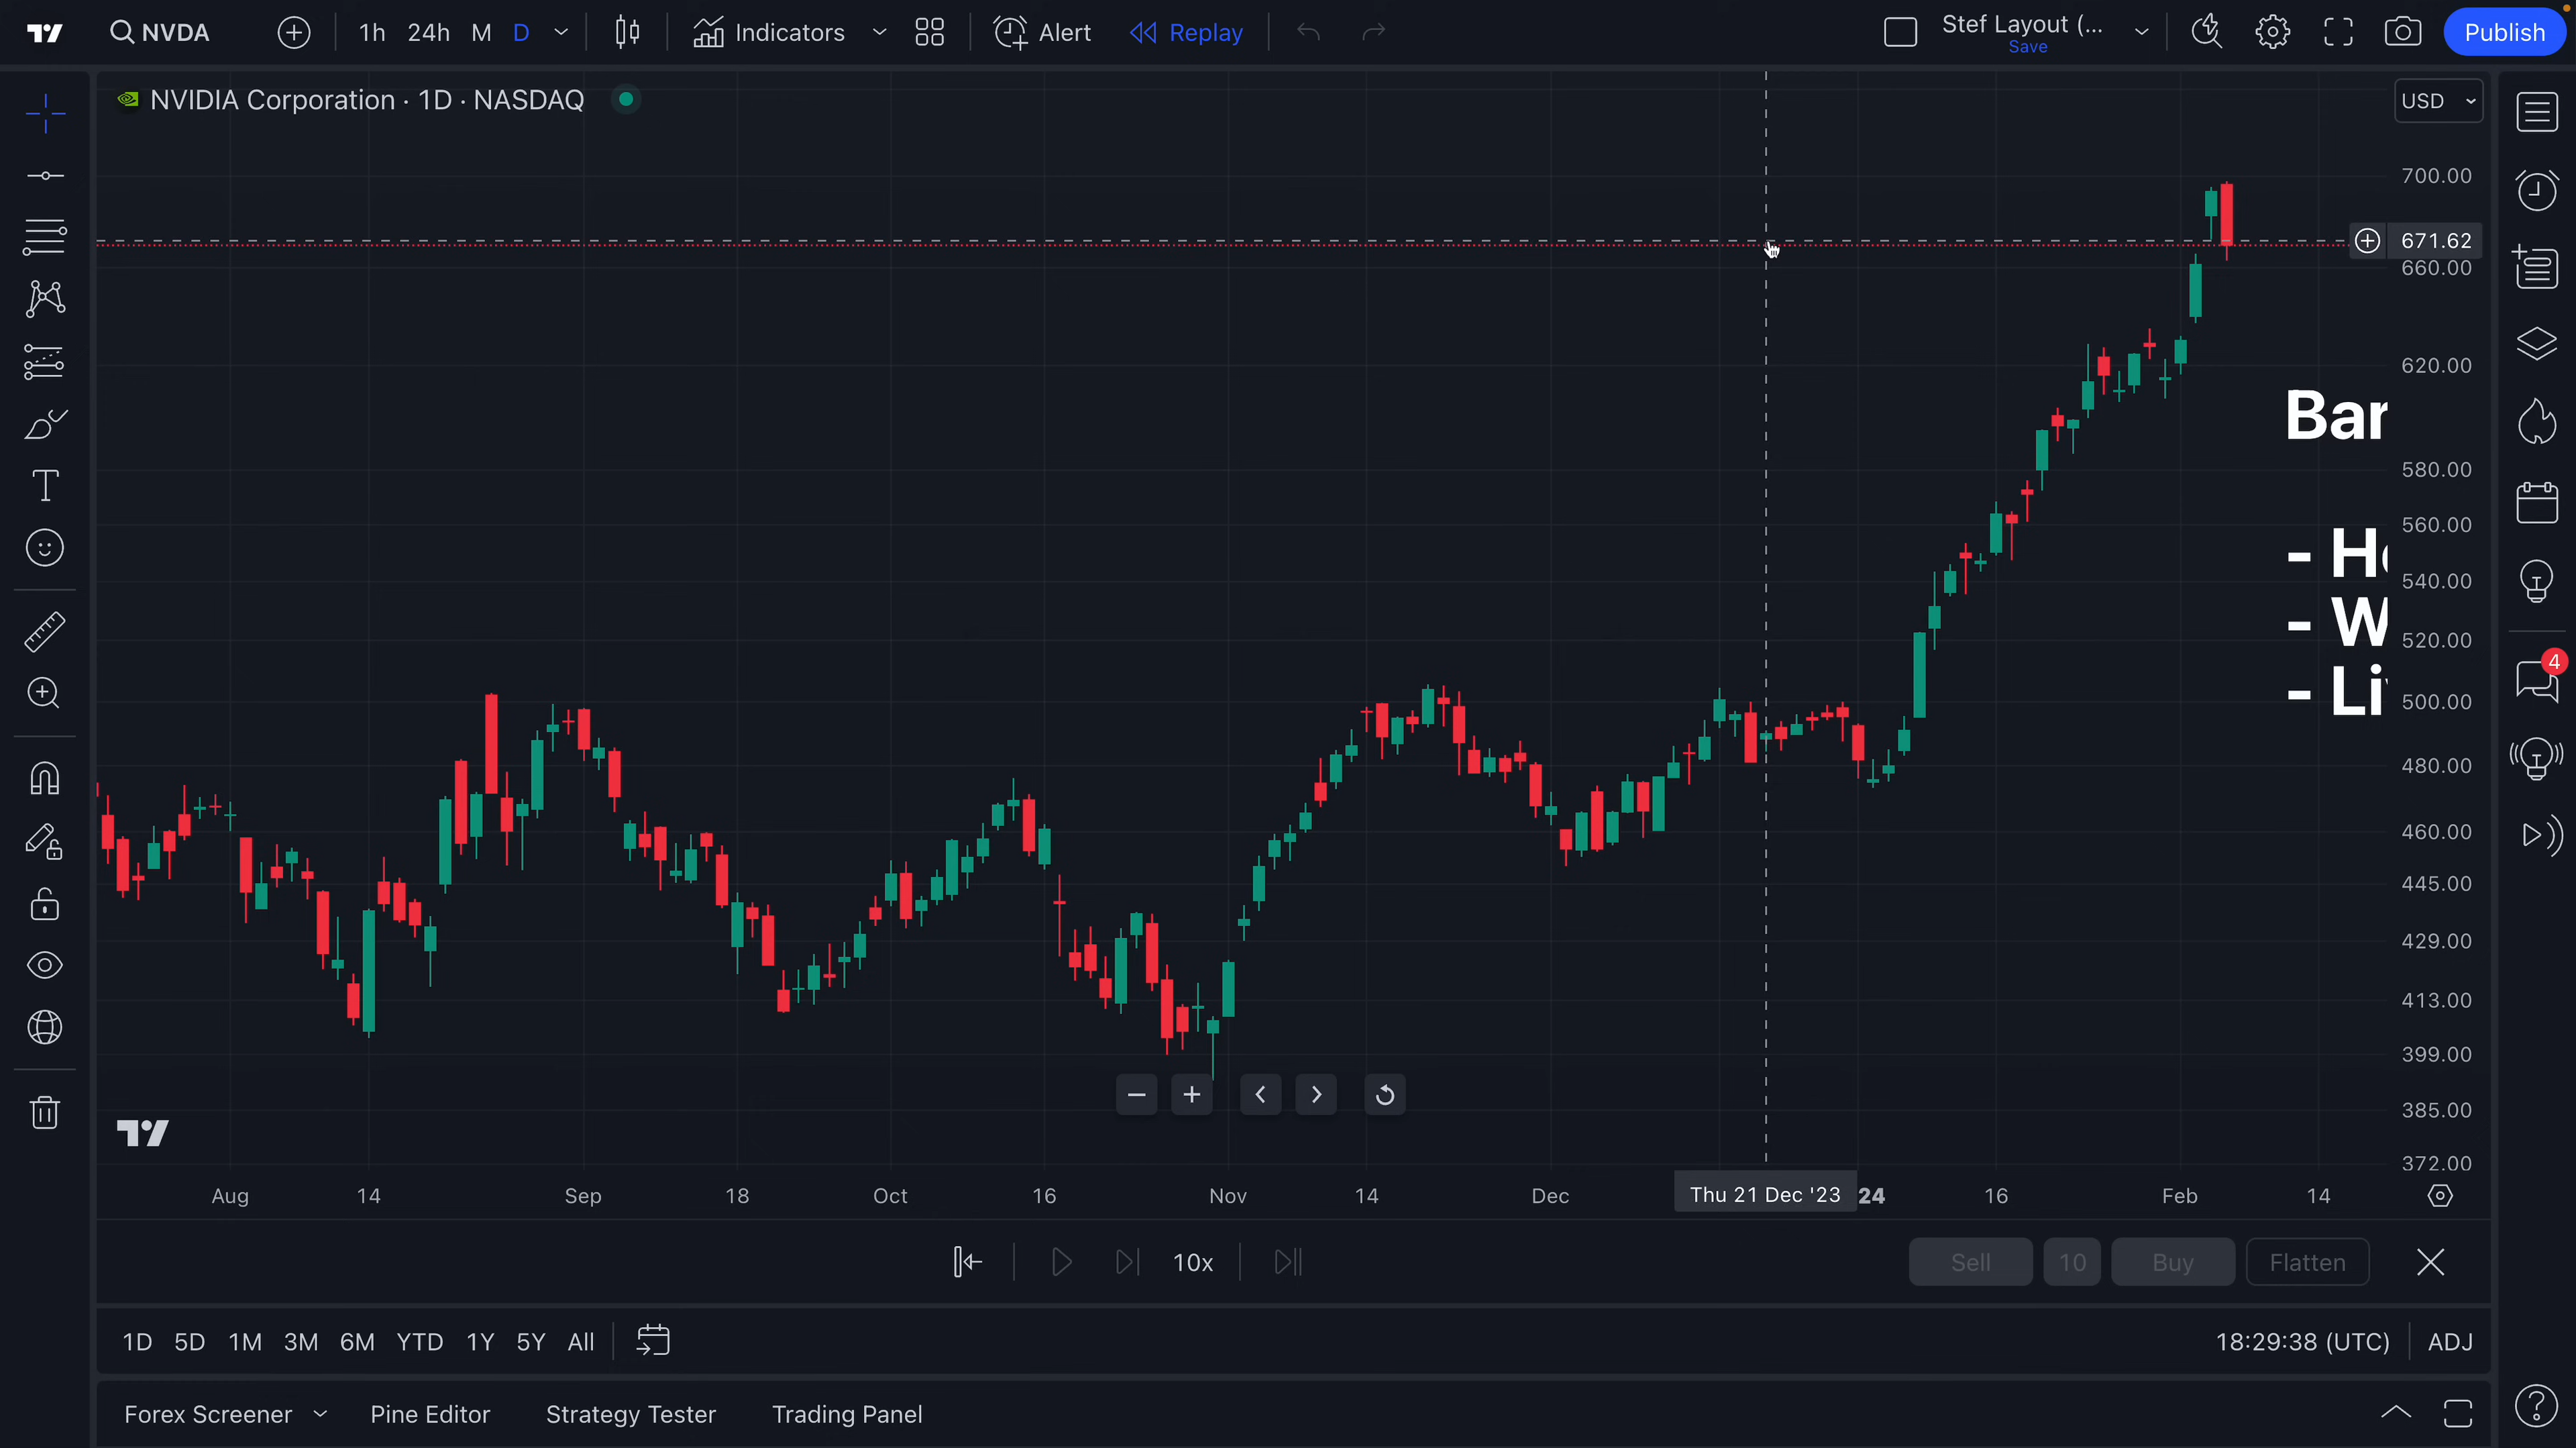 NVDA 1h 24h M D Indicators Alert Replay Stef Layout (... Publish
Save
NVIDIA Corporation · 1D · NASDAQ USD
700.00
671.62
660.00
620.00
Bar
580.00
560.00
- H
540.00
- W
520.00
4
- Li
500.00
480.00
460.00
445.00
429.00
413.00
399.00
385.00
372.00
Aug 14 Sep 18 Oct 16 Nov 14 Dec Thu 21 Dec '23 24 16 Feb 14
10x Sell 10 Buy Flatten
1D 5D 1M 3M 6M YTD 1Y 5Y All 18:29:38 (UTC) ADJ
Forex Screener Pine Editor Strategy Tester Trading Panel